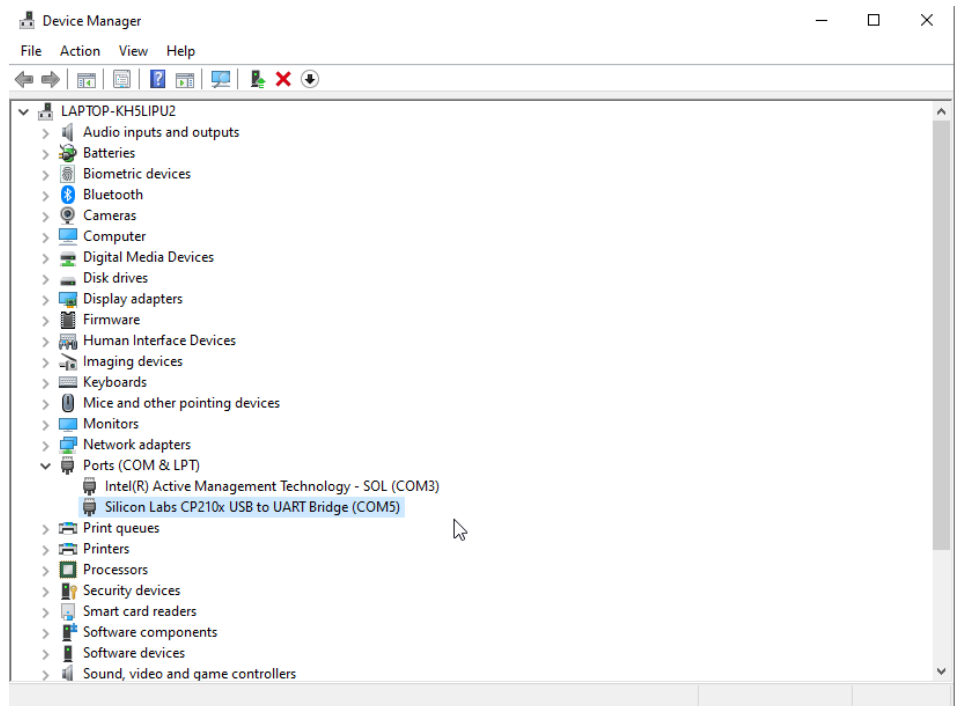 Device Manager
File Action View Help
LAPTOP-KH5LIPU2
Audio inputs and outputs
Batteries
Biometric devices
Bluetooth
Cameras
Computer
Digital Media Devices
Disk drives
Display adapters
Firmware
Human Interface Devices
Imaging devices
Keyboards
Mice and other pointing devices
Monitors
Network adapters
Ports (COM & LPT)
Intel(R) Active Management Technology - SOL (COM3)
Silicon Labs CP210x USB to UART Bridge (COM5)
Print queues
Printers
Processors
Security devices
Smart card readers
Software components
Software devices
Sound, video and game controllers